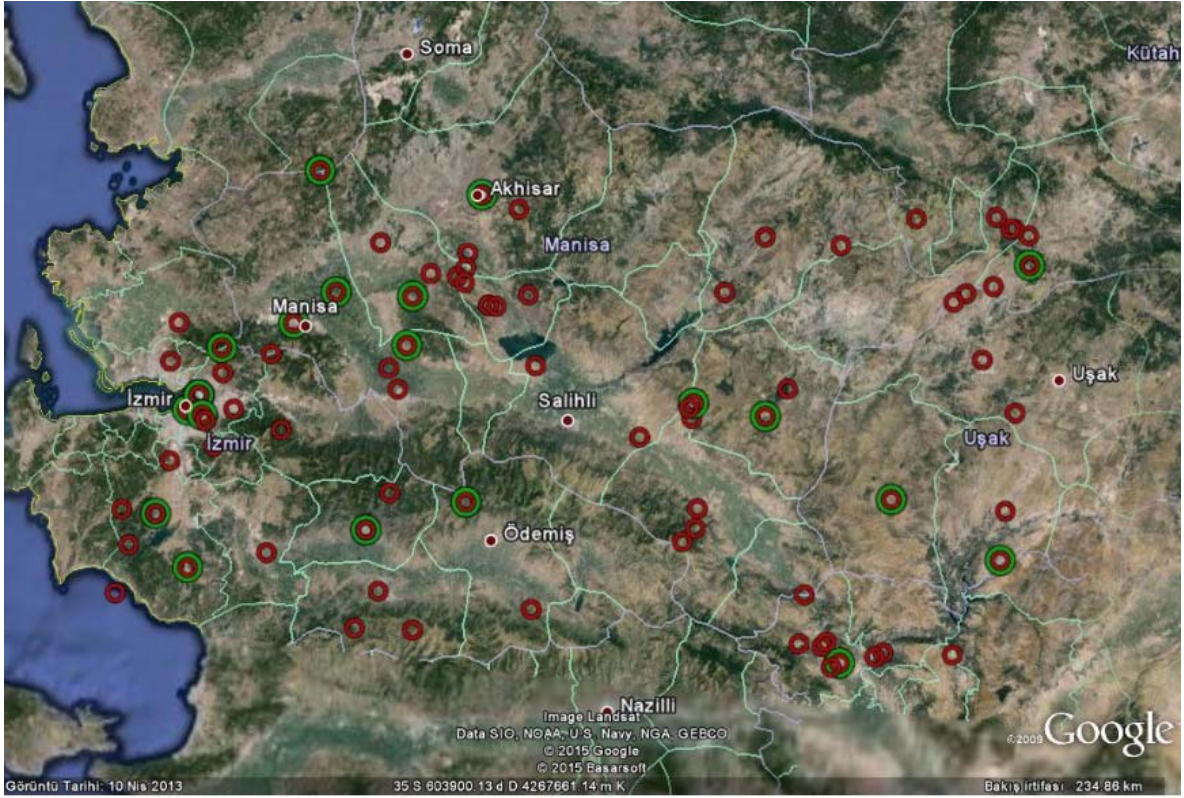 Soma
Kütah
Akhisar
Manisa
Manisa
İzmir
Uşak
Salihli
İzmir
Uşak
Ödemiş
Nazilli
Image Landsat
Data SIO, NOAA, U.S. Navy, NGA, GEBCO
© 2015 Google
© 2015 Basarsoft
©2009 Google
Görüntü Tarihi: 10 Nis 2013 35 S 603900.13 d D 4267661.14 m K Bakış irtifası 234.86 km